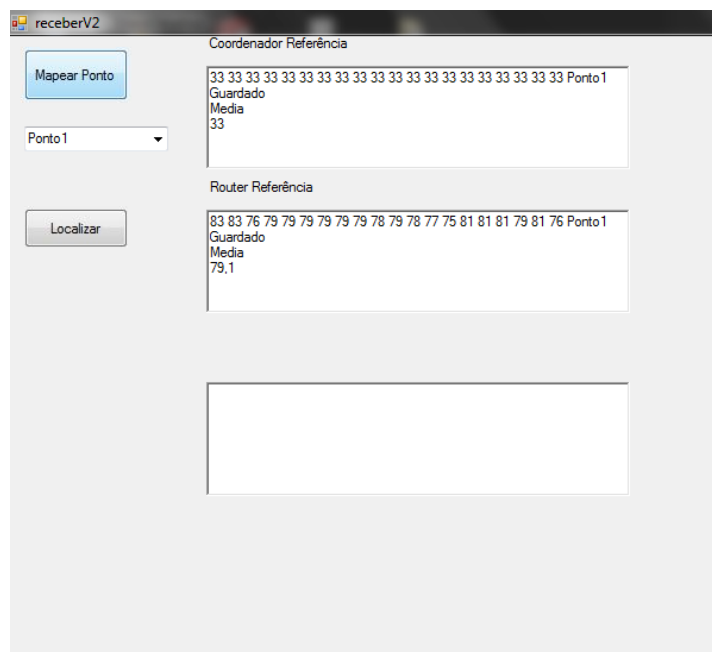 receberV2
Mapear Ponto
Ponto1
Localizar
Coordenador Referência
33 33 33 33 33 33 33 33 33 33 33 33 33 33 33 33 33 33 33 33 Ponto1
Guardado
Media
33
Router Referência
83 83 76 79 79 79 79 79 79 78 79 78 77 75 81 81 81 79 81 76 Ponto1
Guardado
Media
79,1